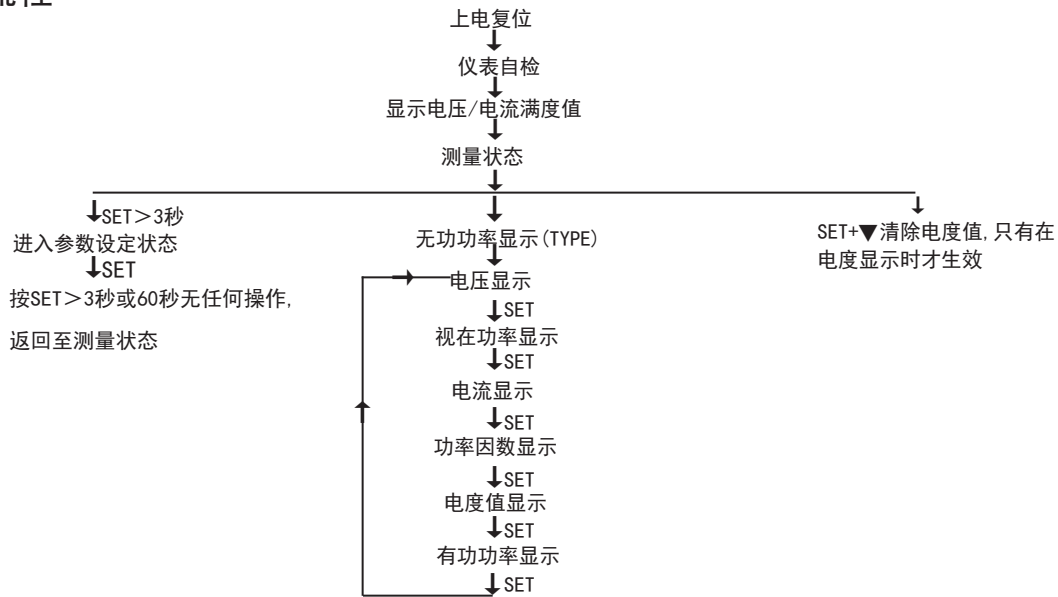 上电复位
仪表自检
显示电压/电流满度值
测量状态
SET＞3秒
进入参数设定状态
SET
按SET＞3秒或60秒无任何操作,
返回至测量状态
无功功率显示(TYPE)
电压显示
SET
视在功率显示
SET
电流显示
SET
功率因数显示
SET
电度值显示
SET
有功功率显示
SET
SET+▼清除电度值,只有在
电度显示时才生效